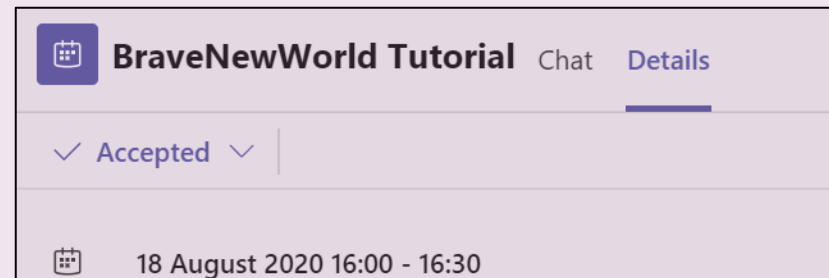 BraveNewWorld Tutorial Chat Details
Accepted
18 August 2020 16:00 - 16:30